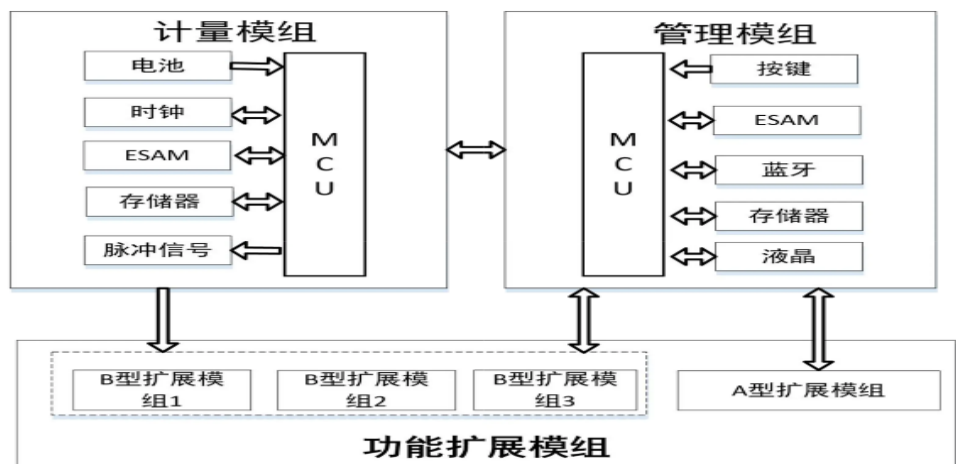 计量模组
电池
时钟
ESAM
存储器
脉冲信号
M
C
U
管理模组
M
C
U
按键
ESAM
蓝牙
存储器
液晶
B型扩展模
组1
B型扩展模
组2
B型扩展模
组3
A型扩展模组
功能扩展模组